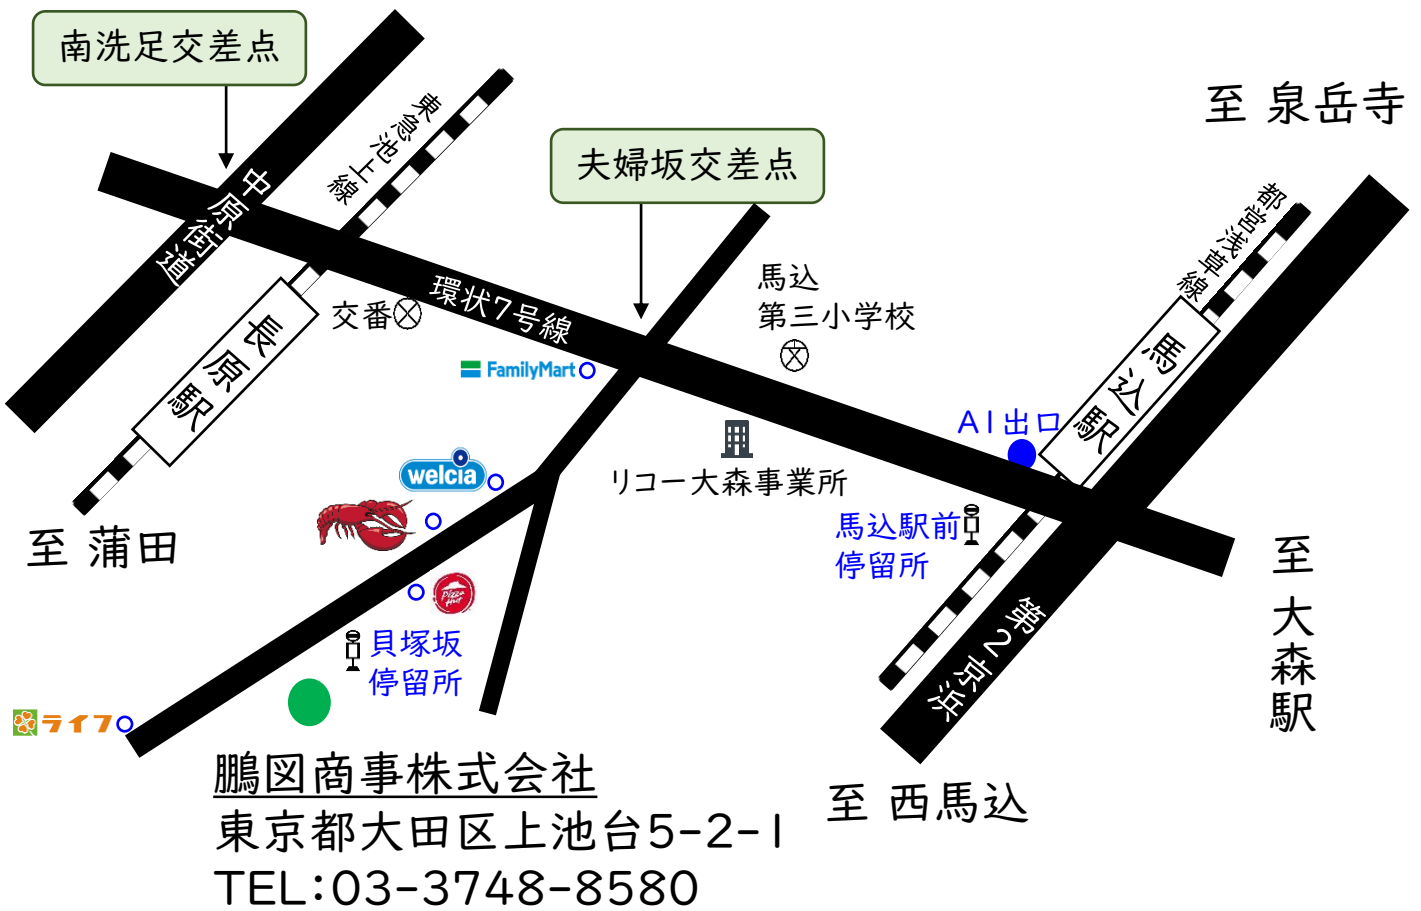 南洗足交差点
東急池上線
至 泉岳寺
夫婦坂交差点
中原街道
都営浅草線
馬込
第三小学校
環状7号線
交番
文
長原駅
馬込駅
FamilyMart
A1出口
welcia
リコー大森事業所
馬込駅前
停留所
至 蒲田
至 大森駅
Pizza Hut
第2京浜
貝塚坂
停留所
ライフ
鵬図商事株式会社
東京都大田区上池台5-2-1
TEL:03-3748-8580
至 西馬込